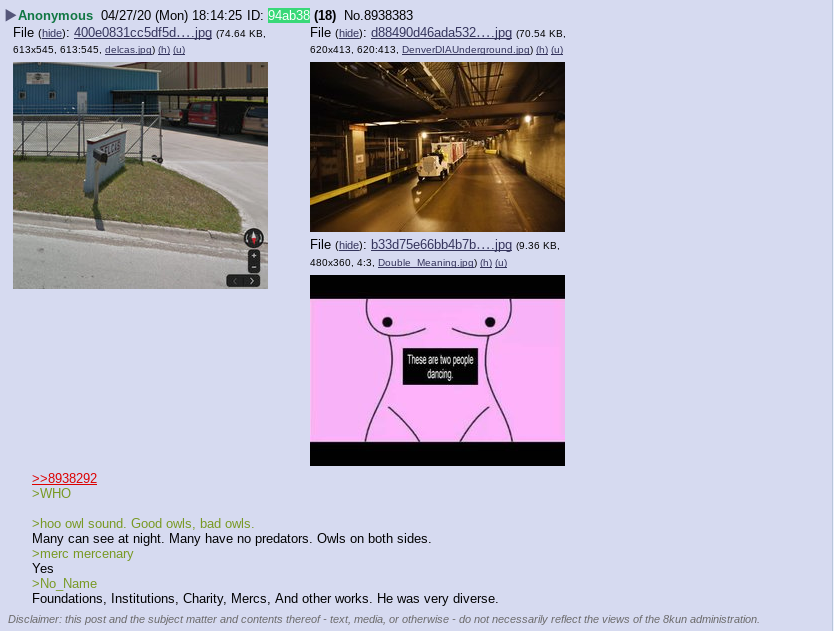 ▶Anonymous 04/27/20 (Mon) 18:14:25 ID: 94ab38 (18) No.8938383
File (hide): 400e0831cc5df5d….jpg (74.64 KB, 613x545, 613:545, delcas.jpg) (h) (u)
DELCAS
File (hide): d88490d46ada532….jpg (70.54 KB, 620x413, 620:413, DenverDIAUnderground.jpg) (h) (u)
File (hide): b33d75e66bb4b7b….jpg (9.36 KB, 480x360, 4:3, Double_Meaning.jpg) (h) (u)
These are two people
dancing.
>>8938292
>WHO
>hoo owl sound. Good owls, bad owls.
Many can see at night. Many have no predators. Owls on both sides.
>merc mercenary
Yes
>No_Name
Foundations, Institutions, Charity, Mercs, And other works. He was very diverse.
Disclaimer: this post and the subject matter and contents thereof - text, media, or otherwise - do not necessarily reflect the views of the 8kun administration.